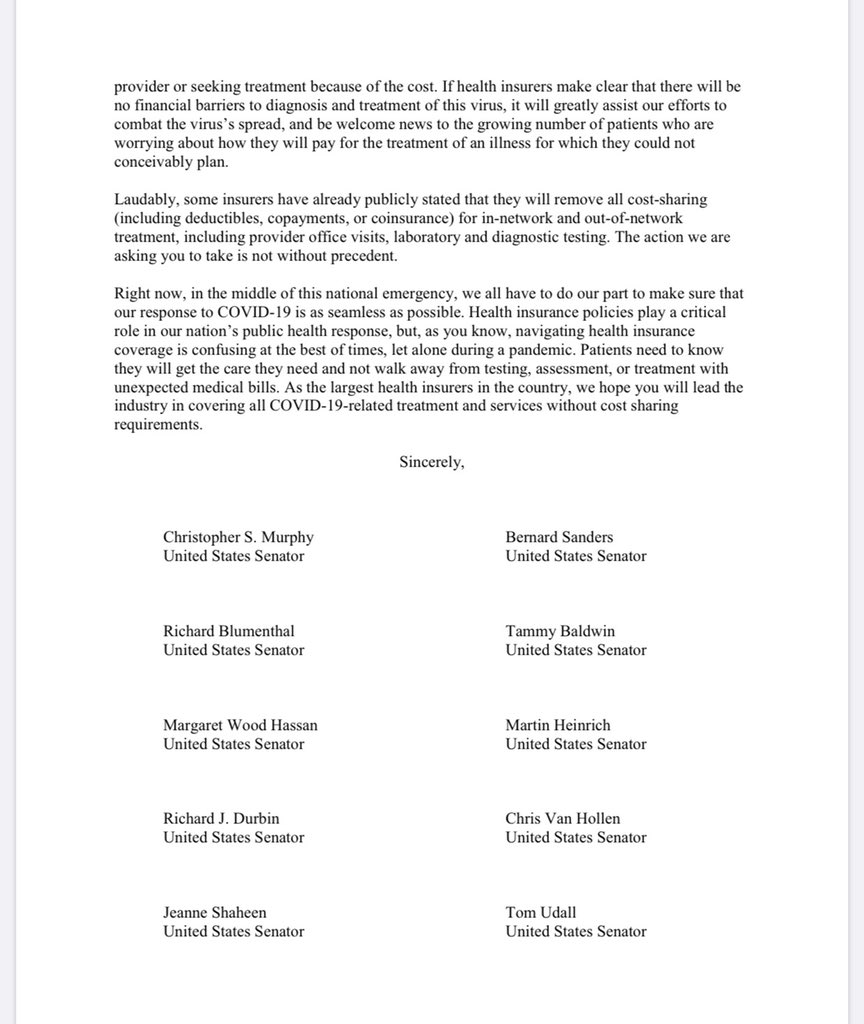 provider or seeking treatment because of the cost. If health insurers make clear that there will be
no financial barriers to diagnosis and treatment of this virus, it will greatly assist our efforts to
combat the virus’s spread, and be welcome news to the growing number of patients who are
worrying about how they will pay for the treatment of an illness for which they could not
conceivably plan.
Laudably, some insurers have already publicly stated that they will remove all cost-sharing
(including deductibles, copayments, or coinsurance) for in-network and out-of-network
treatment, including provider office visits, laboratory and diagnostic testing. The action we are
asking you to take is not without precedent.
Right now, in the middle of this national emergency, we all have to do our part to make sure that
our response to COVID-19 is as seamless as possible. Health insurance policies play a critical
role in our nation’s public health response, but, as you know, navigating health insurance
coverage is confusing at the best of times, let alone during a pandemic. Patients need to know
they will get the care they need and not walk away from testing, assessment, or treatment with
unexpected medical bills. As the largest health insurers in the country, we hope you will lead the
industry in covering all COVID-19-related treatment and services without cost sharing
requirements.
Sincerely,
Christopher S. Murphy
United States Senator
Bernard Sanders
United States Senator
Richard Blumenthal
United States Senator
Tammy Baldwin
United States Senator
Margaret Wood Hassan
United States Senator
Martin Heinrich
United States Senator
Richard J. Durbin
United States Senator
Chris Van Hollen
United States Senator
Jeanne Shaheen
United States Senator
Tom Udall
United States Senator